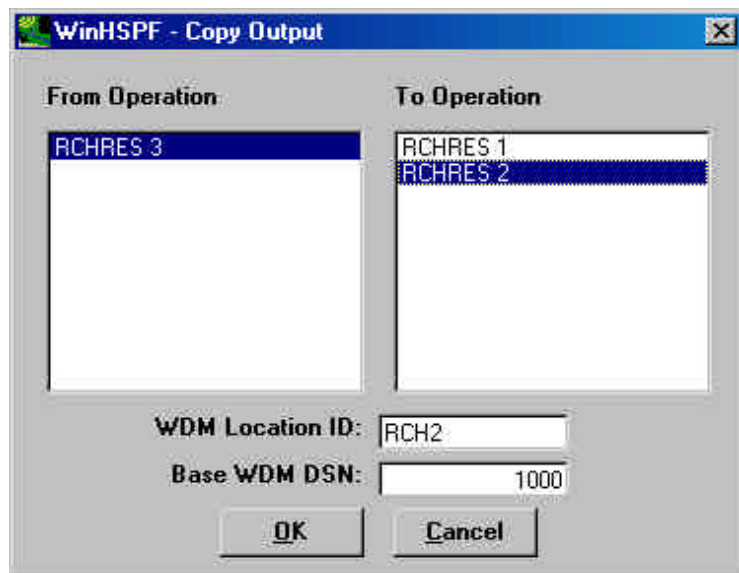 WinHSPF - Copy Output
From Operation
To Operation
RCHRES 3
RCHRES 1
RCHRES 2
WDM Location ID:
RCH2
Base WDM DSN:
1000
OK
Cancel